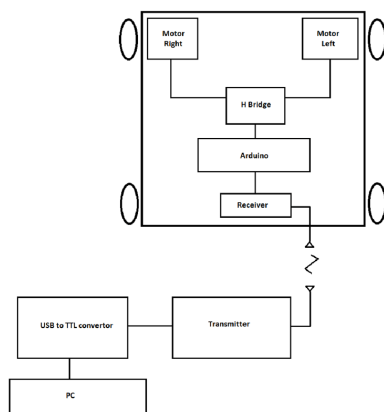 Motor
Right
Motor
Left
H Bridge
Arduino
Receiver
USB to TTL convertor
Transmitter
PC